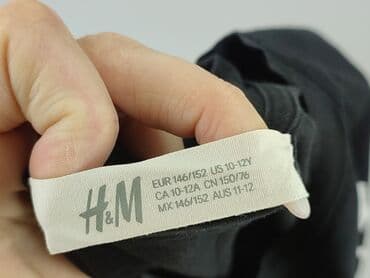 H&M
EUR 146/152 US 10-12Y
CA 10-12A CN 150/76
MX 146/152 AUS 11-12